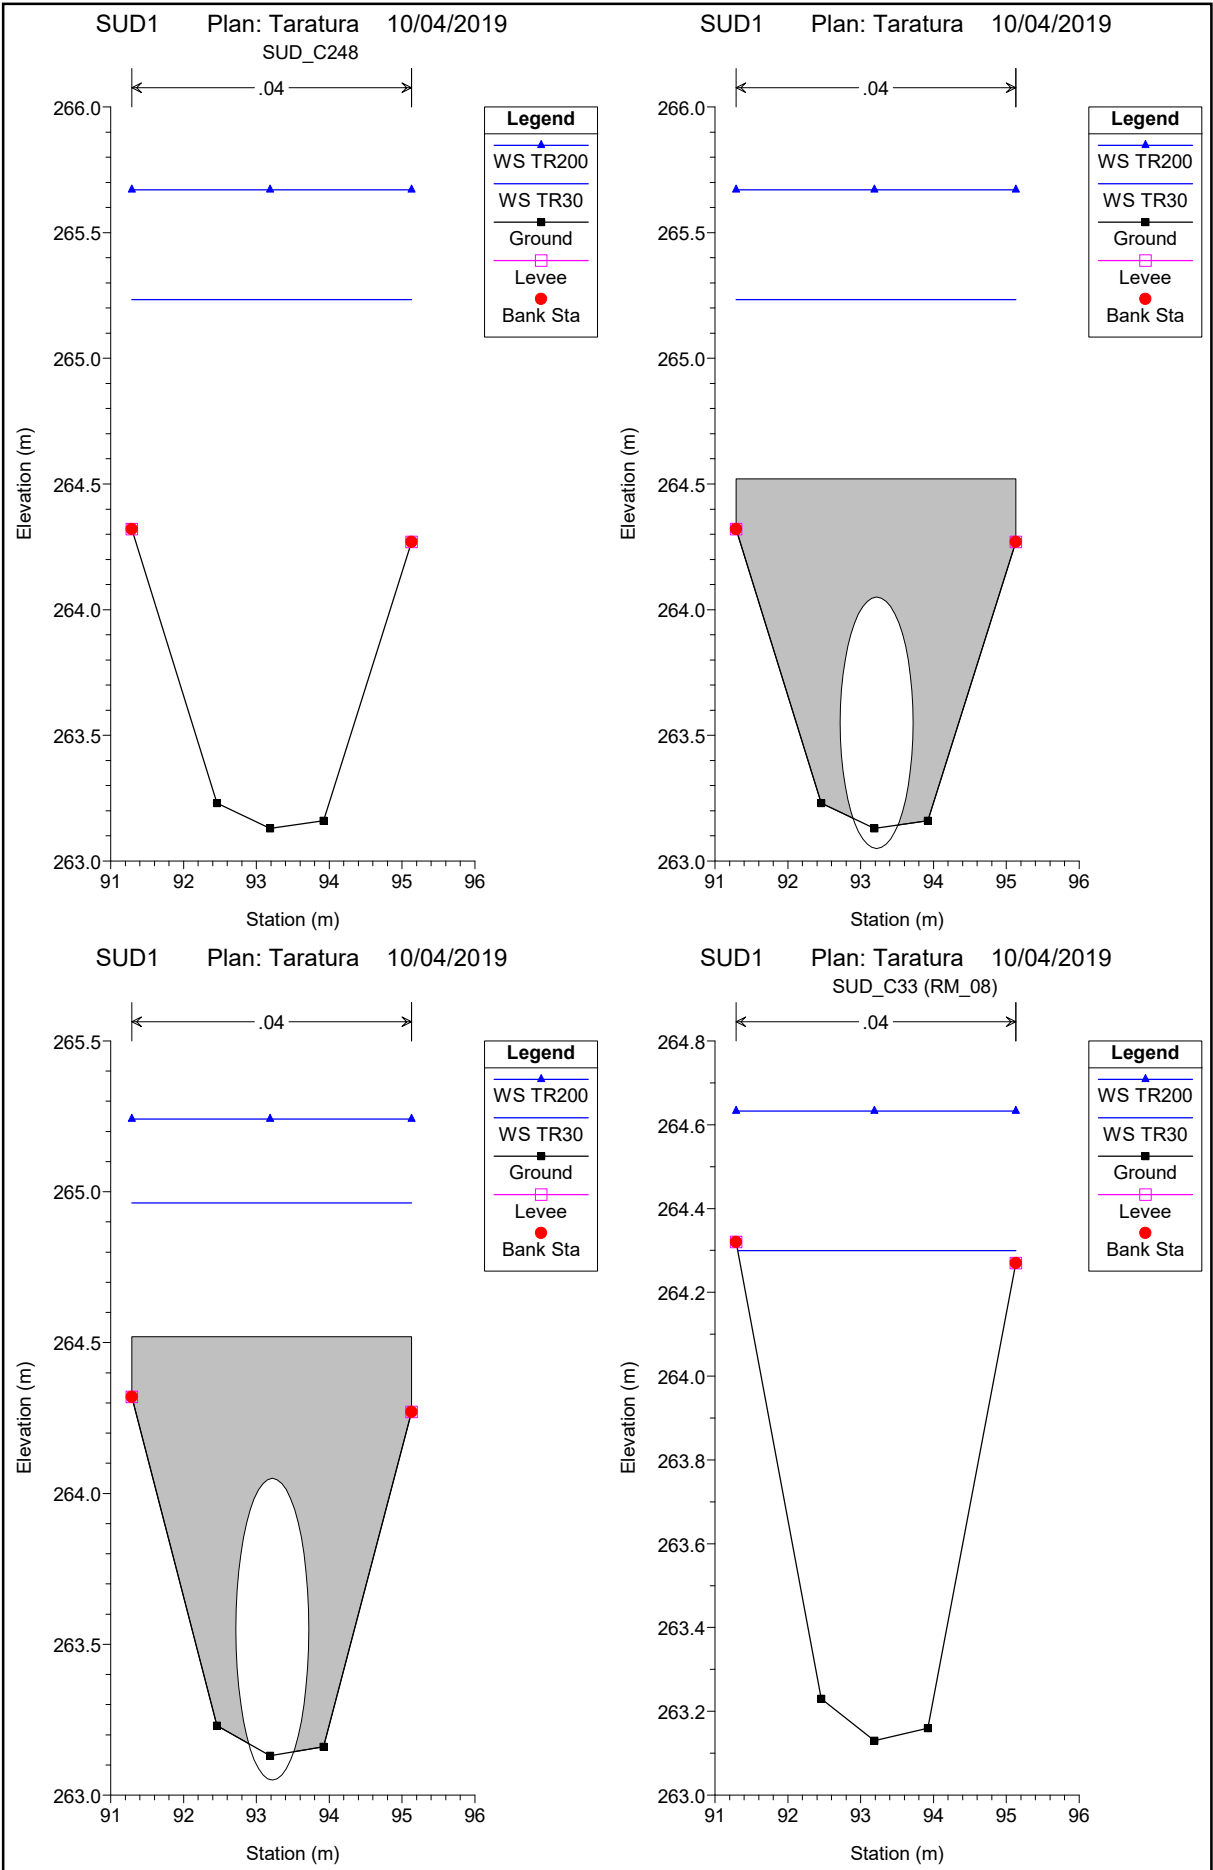 SUD1 Plan: Taratura 10/04/2019
SUD_C248
.04
266.0
265.5
265.0
264.5
264.0
263.5
263.0
Elevation (m)
91 92 93 94 95 96
Station (m)
Legend
WS TR200
WS TR30
Ground
Levee
Bank Sta
SUD1 Plan: Taratura 10/04/2019
.04
266.0
265.5
265.0
264.5
264.0
263.5
263.0
Elevation (m)
91 92 93 94 95 96
Station (m)
Legend
WS TR200
WS TR30
Ground
Levee
Bank Sta
SUD1 Plan: Taratura 10/04/2019
.04
265.5
265.0
264.5
264.0
263.5
263.0
Elevation (m)
91 92 93 94 95 96
Station (m)
Legend
WS TR200
WS TR30
Ground
Levee
Bank Sta
SUD1 Plan: Taratura 10/04/2019
SUD_C33 (RM_08)
.04
264.8
264.6
264.4
264.2
264.0
263.8
263.6
263.4
263.2
263.0
Elevation (m)
91 92 93 94 95 96
Station (m)
Legend
WS TR200
WS TR30
Ground
Levee
Bank Sta